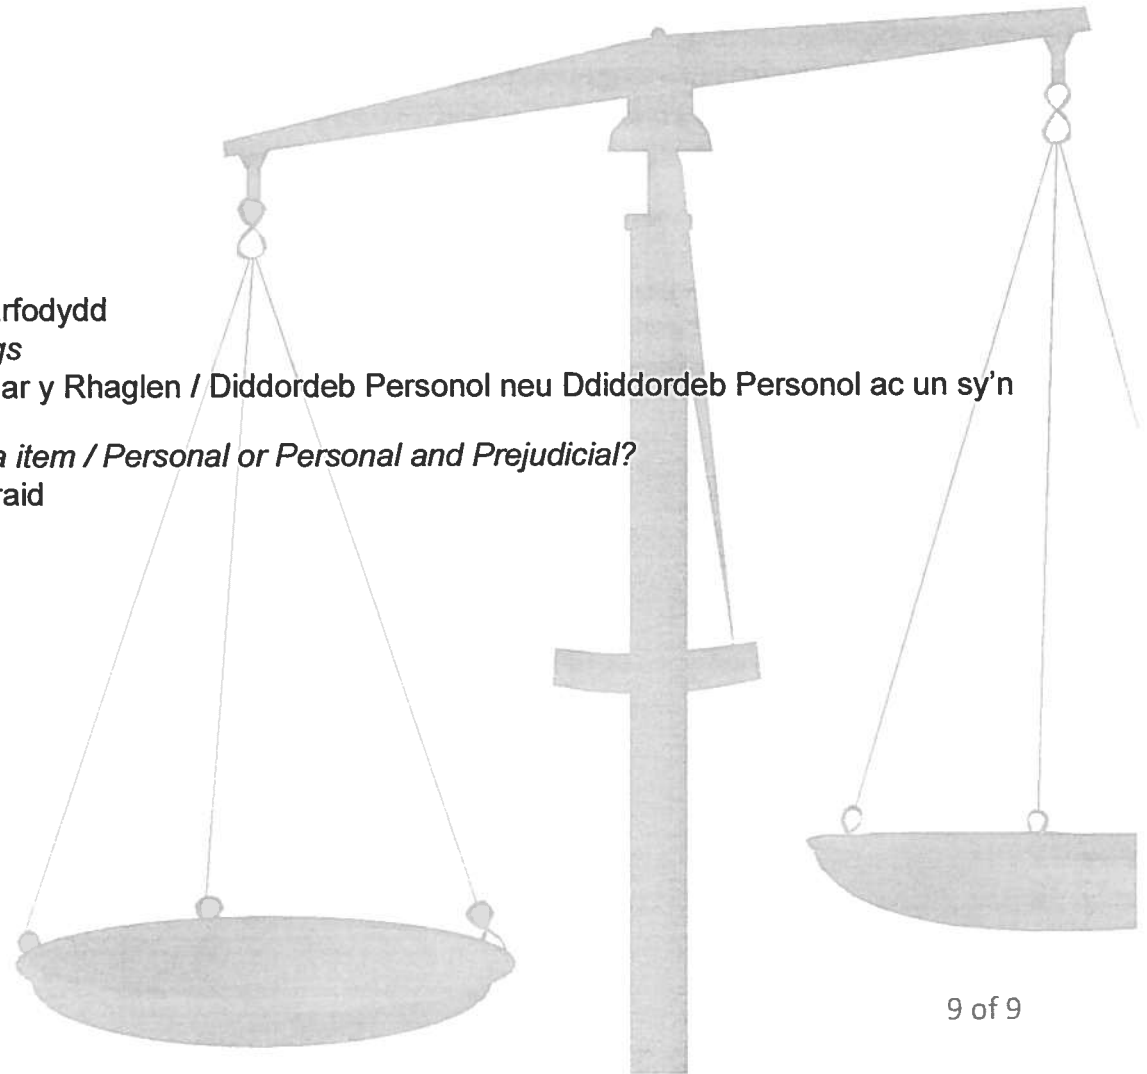 rfodydd
gs
ar y Rhaglen / Diddordeb Personol neu Ddiddordeb Personol ac un sy'n
a item / Personal or Personal and Prejudicial?
raid
9 of 9